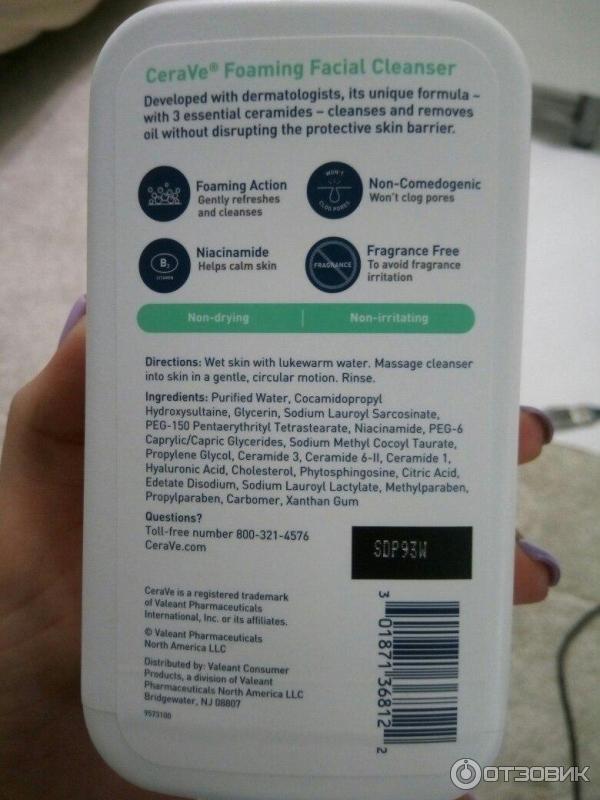 CeraVe® Foaming Facial Cleanser
Developed with dermatologists, its unique formula –
with 3 essential ceramides – cleanses and removes
oil without disrupting the protective skin barrier.
Foaming Action
Gently refreshes
and cleanses
WON'T
CLOG PORES
Non-Comedogenic
Won't clog pores
B₃
VITAMIN
Niacinamide
Helps calm skin
FRAGRANCE
Fragrance Free
To avoid fragrance
irritation
Non-drying
Non-irritating
Directions: Wet skin with lukewarm water. Massage cleanser
into skin in a gentle, circular motion. Rinse.
Ingredients: Purified Water, Cocamidopropyl
Hydroxysultaine, Glycerin, Sodium Lauroyl Sarcosinate,
PEG-150 Pentaerythrityl Tetrastearate, Niacinamide, PEG-6
Caprylic/Capric Glycerides, Sodium Methyl Cocoyl Taurate,
Propylene Glycol, Ceramide 3, Ceramide 6-II, Ceramide 1,
Hyaluronic Acid, Cholesterol, Phytosphingosine, Citric Acid,
Edetate Disodium, Sodium Lauroyl Lactylate, Methylparaben,
Propylparaben, Carbomer, Xanthan Gum
Questions?
Toll-free number 800-321-4576
CeraVe.com
SDP93W
CeraVe is a registered trademark
of Valeant Pharmaceuticals
International, Inc. or its affiliates.
© Valeant Pharmaceuticals
North America LLC
Distributed by: Valeant Consumer
Products, a division of Valeant
Pharmaceuticals North America LLC
Bridgewater, NJ 08807
9573100
3 01871 36812 2
ОТЗОВИК